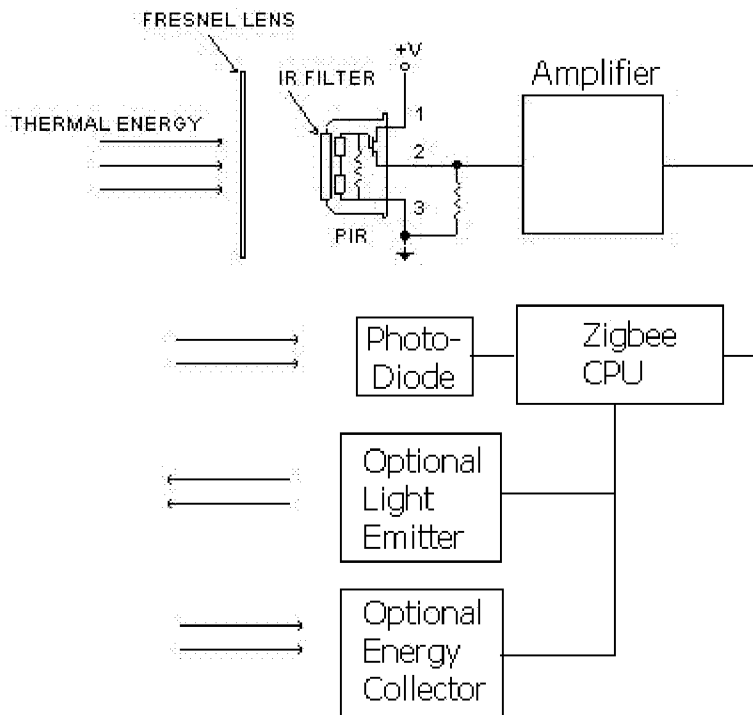 FRESNEL LENS
+V
Amplifier
IR FILTER
THERMAL ENERGY
1
2
3
PIR
Photo-
Diode
Zigbee
CPU
Optional
Light
Emitter
Optional
Energy
Collector